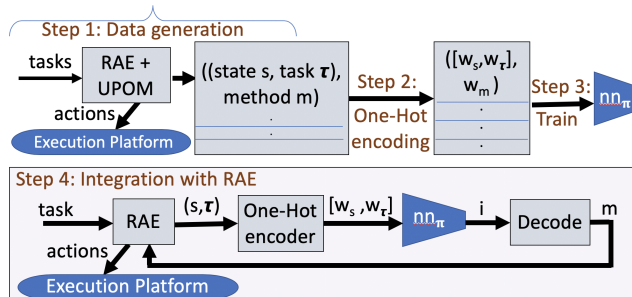 Step 1: Data generation
tasks
RAE +
UPOM
actions
Execution Platform
((state s, task 𝝉),
method m)
.
.
Step 2:
One-Hot
encoding
([wₛ,w𝝉],
wₘ)
.
.
.
Step 3:
Train
nn𝛑
Step 4: Integration with RAE
task
RAE
actions
Execution Platform
(s,𝝉)
One-Hot
encoder
[wₛ ,w𝝉]
nn𝛑
i
Decode
m